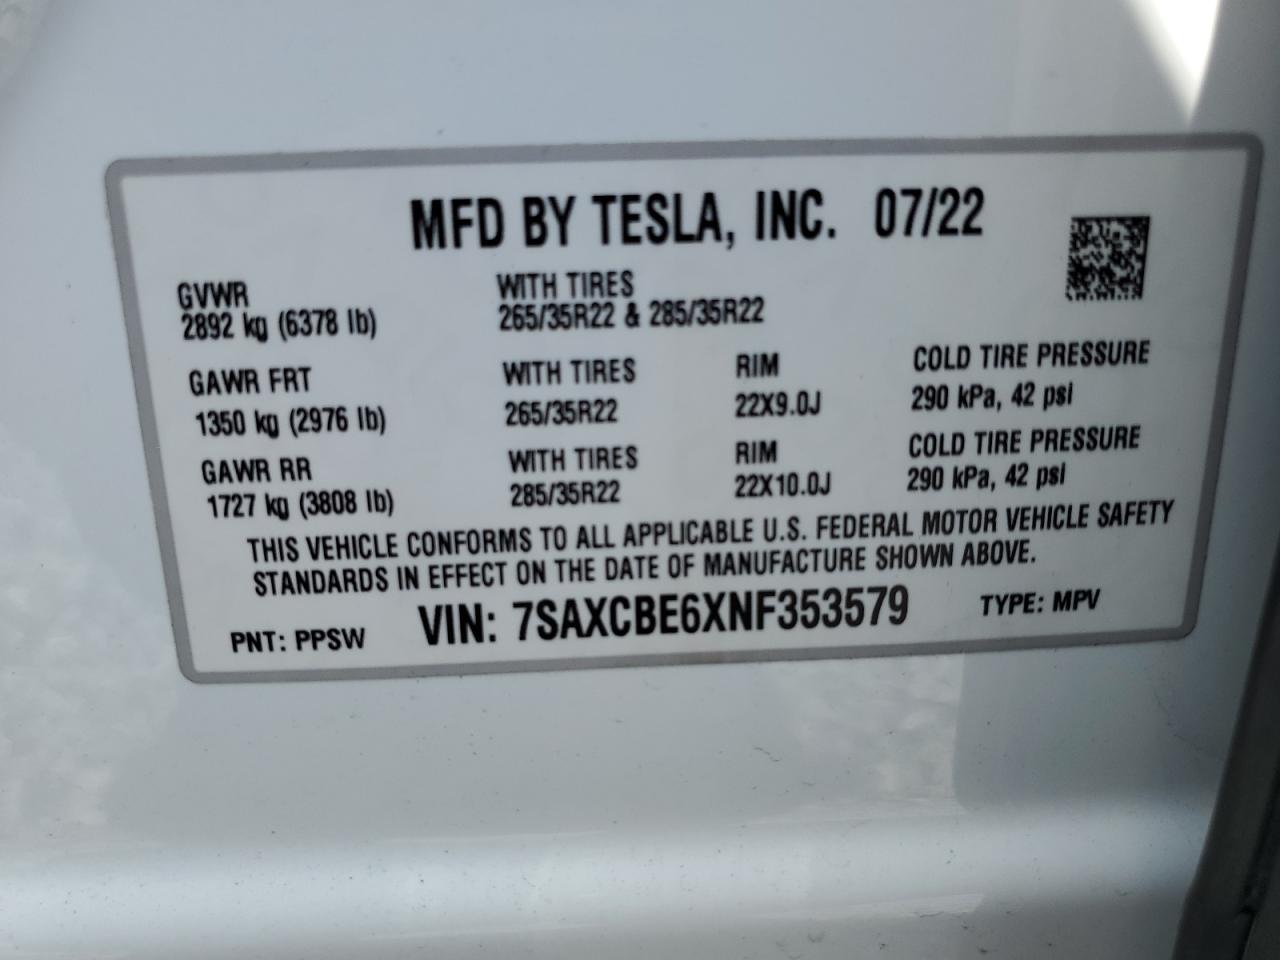 MFD BY TESLA, INC. 07/22
GVWR WITH TIRES
2892 kg (6378 lb) 265/35R22 & 285/35R22
GAWR FRT WITH TIRES RIM COLD TIRE PRESSURE
1350 kg (2976 lb) 265/35R22 22X9.0J 290 kPa, 42 psi
GAWR RR WITH TIRES RIM COLD TIRE PRESSURE
1727 kg (3808 lb) 285/35R22 22X10.0J 290 kPa, 42 psi
THIS VEHICLE CONFORMS TO ALL APPLICABLE U.S. FEDERAL MOTOR VEHICLE SAFETY
STANDARDS IN EFFECT ON THE DATE OF MANUFACTURE SHOWN ABOVE.
PNT: PPSW VIN: 7SAXCBE6XNF353579 TYPE: MPV